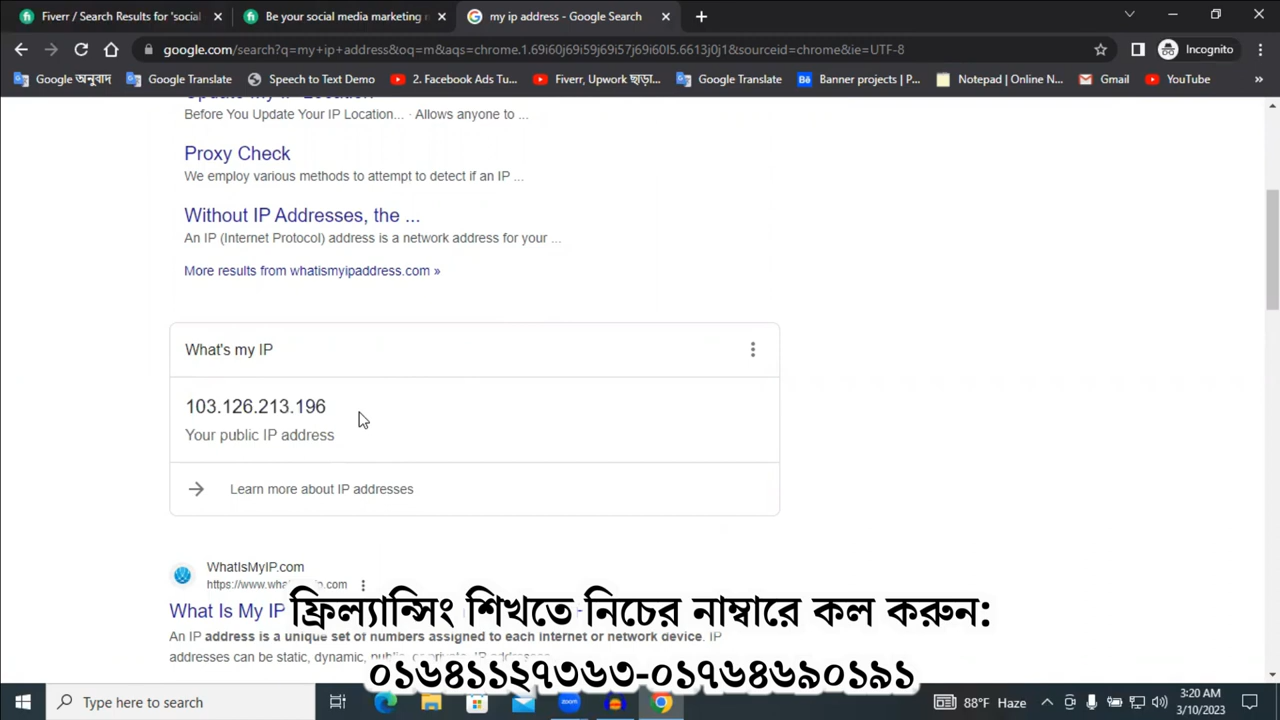 Fiverr / Search Results for 'social
Be your social media marketing m
my ip address - Google Search
google.com/search?q=my+ip+address&oq=m&aqs=chrome.1.69i60j69i59j69i57j69i60l5.6613j0j1&sourceid=chrome&ie=UTF-8
Incognito
Google অনুবাদ
Google Translate
Speech to Text Demo
2. Facebook Ads Tu...
Fiverr, Upwork ছাড়া...
Google Translate
Banner projects | P...
Notepad | Online N...
Gmail
YouTube
Update My IP Location
Before You Update Your IP Location... · Allows anyone to ...
Proxy Check
We employ various methods to attempt to detect if an IP ...
Without IP Addresses, the ...
An IP (Internet Protocol) address is a network address for your ...
More results from whatismyipaddress.com »
What's my IP
103.126.213.196
Your public IP address
Learn more about IP addresses
WhatIsMyIP.com
What Is My IP
ফ্রিল্যান্সিং শিখতে নিচের নাম্বারে কল করুন:
An IP address is a unique set of numbers assigned to each internet or network device. IP
addresses can be static, dynamic,
০১৬৪১১২৭৩৬৩-০১৭৬৪৬৯০১৯১
Type here to search
zoom
88°F Haze
3:20 AM
3/10/2023